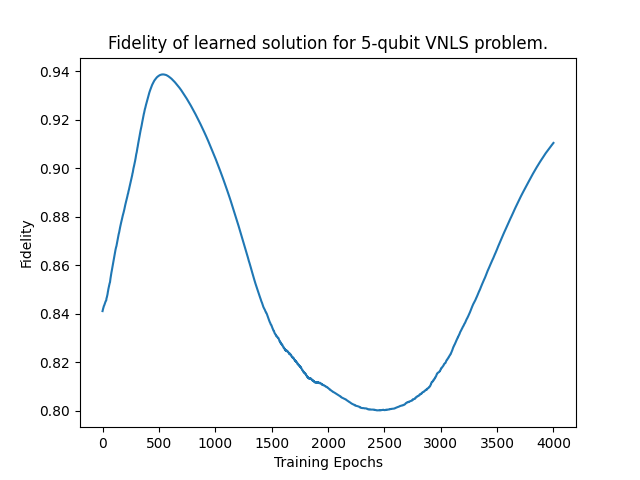 Fidelity of learned solution for 5-qubit VNLS problem.
0.94
0.92
0.90
0.88
0.86
0.84
0.82
0.80
Fidelity
0 500 1000 1500 2000 2500 3000 3500 4000
Training Epochs